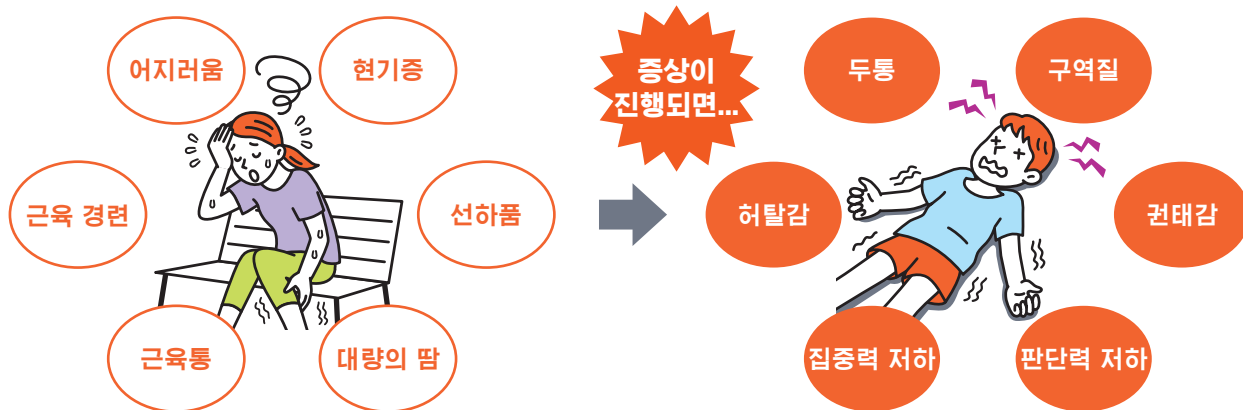 어지러움
현기증
근육 경련
선하품
근육통
대량의 땀
증상이
진행되면...
두통
구역질
허탈감
권태감
집중력 저하
판단력 저하